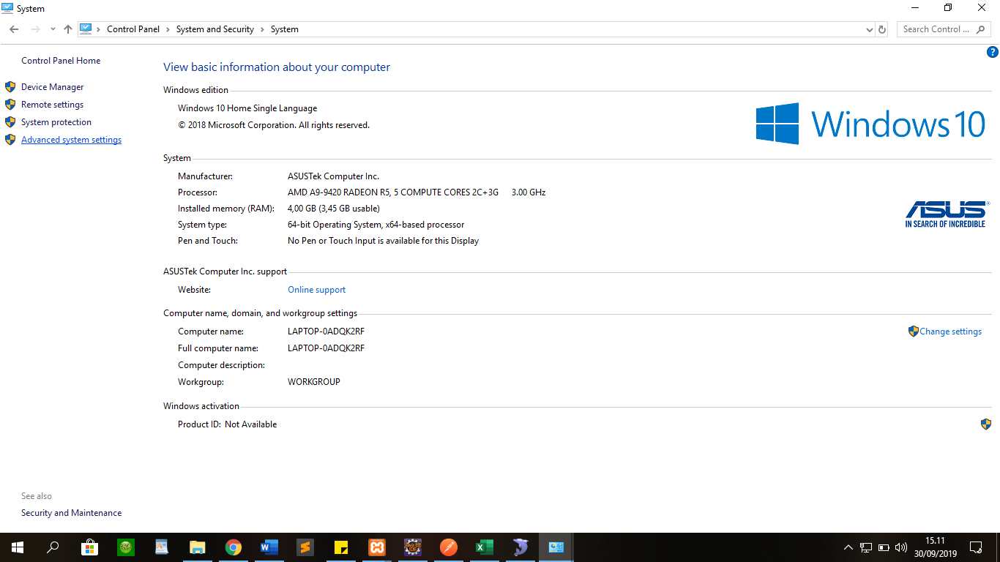 System
Control Panel > System and Security > System
Search Control ...
Control Panel Home
Device Manager
Remote settings
System protection
Advanced system settings
See also
Security and Maintenance
View basic information about your computer
Windows edition
Windows 10 Home Single Language
© 2018 Microsoft Corporation. All rights reserved.
Windows 10
System
Manufacturer: ASUSTek Computer Inc.
Processor: AMD A9-9420 RADEON R5, 5 COMPUTE CORES 2C+3G 3.00 GHz
Installed memory (RAM): 4,00 GB (3,45 GB usable)
System type: 64-bit Operating System, x64-based processor
Pen and Touch: No Pen or Touch Input is available for this Display
ASUS®
IN SEARCH OF INCREDIBLE
ASUSTek Computer Inc. support
Website: Online support
Computer name, domain, and workgroup settings
Computer name: LAPTOP-0ADQK2RF
Change settings
Full computer name: LAPTOP-0ADQK2RF
Computer description:
Workgroup: WORKGROUP
Windows activation
Product ID: Not Available
15.11
30/09/2019